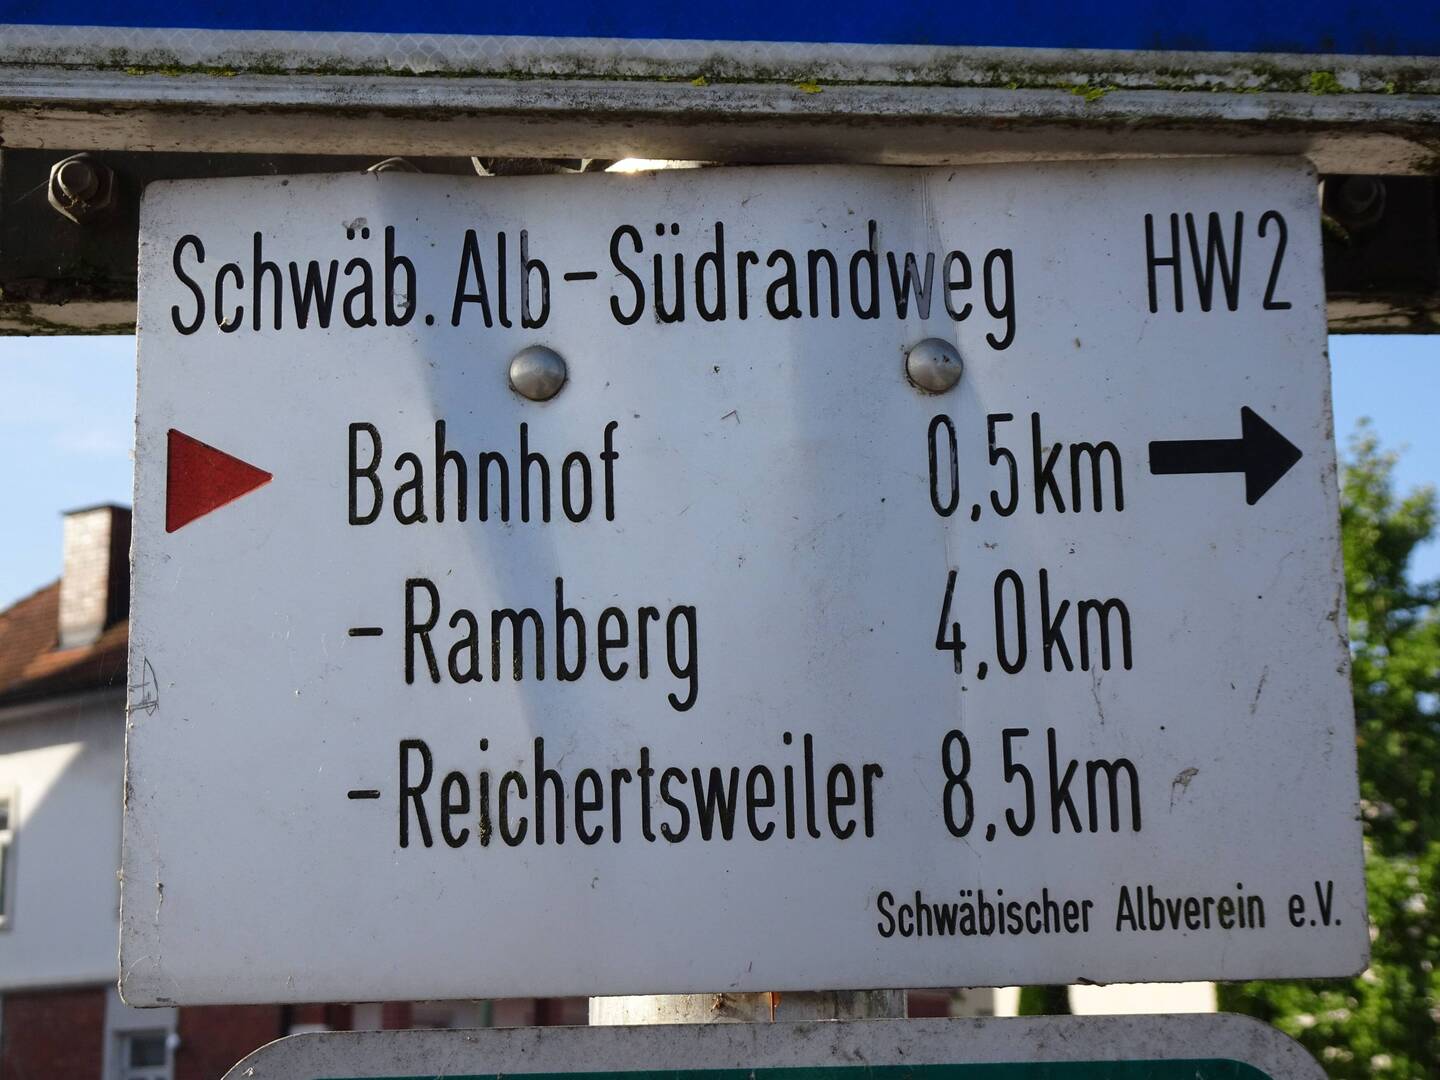 Schwäb. Alb-Südrandweg HW2
Bahnhof 0,5km
-Ramberg 4,0km
-Reichertsweiler 8,5km
Schwäbischer Albverein e.V.